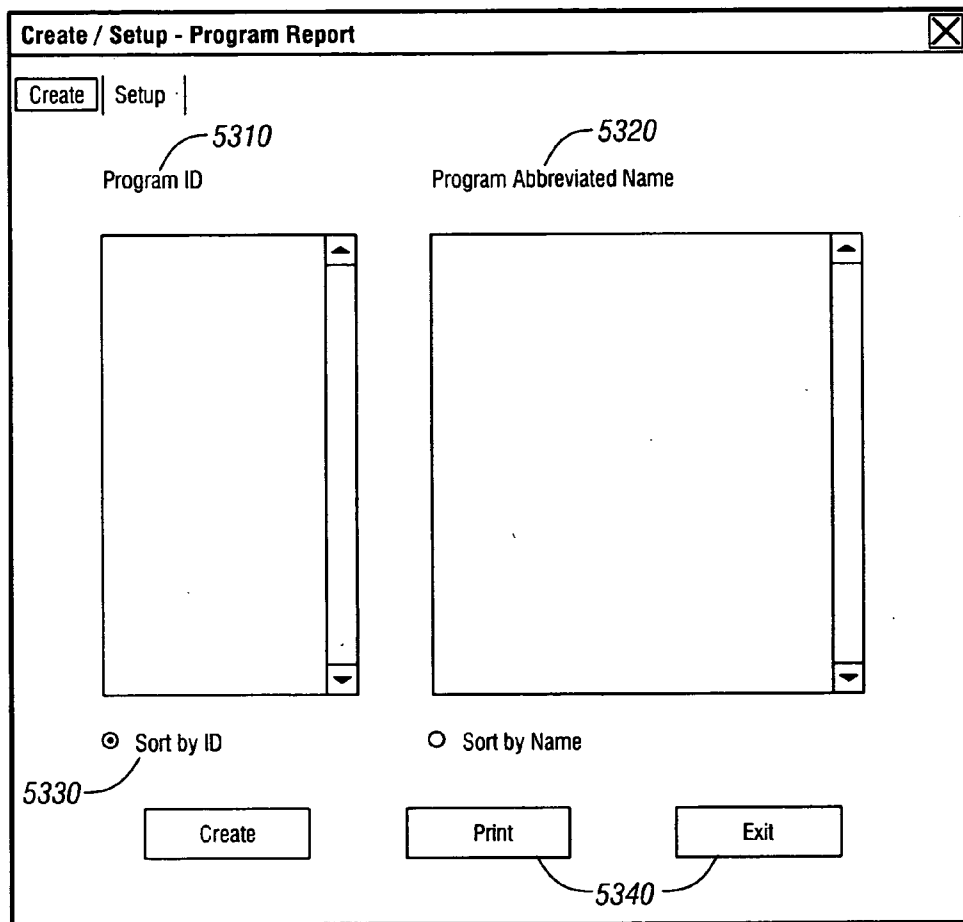 Create / Setup - Program Report
Create Setup
5310 5320
Program ID Program Abbreviated Name
Sort by ID Sort by Name
5330
Create Print Exit
5340